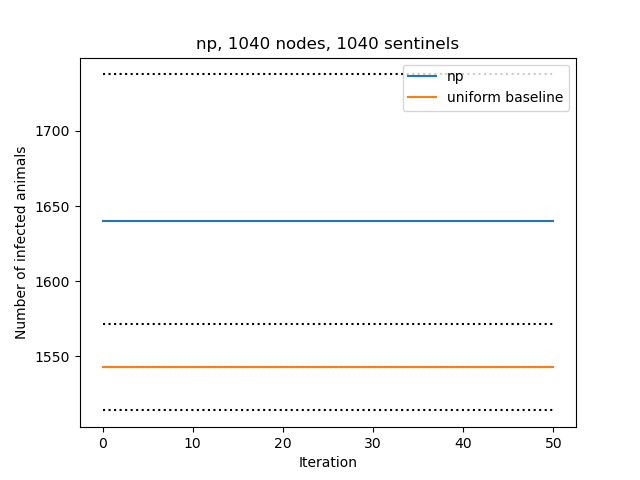 np, 1040 nodes, 1040 sentinels
np
uniform baseline
Number of infected animals
1700
1650
1600
1550
0 10 20 30 40 50
Iteration